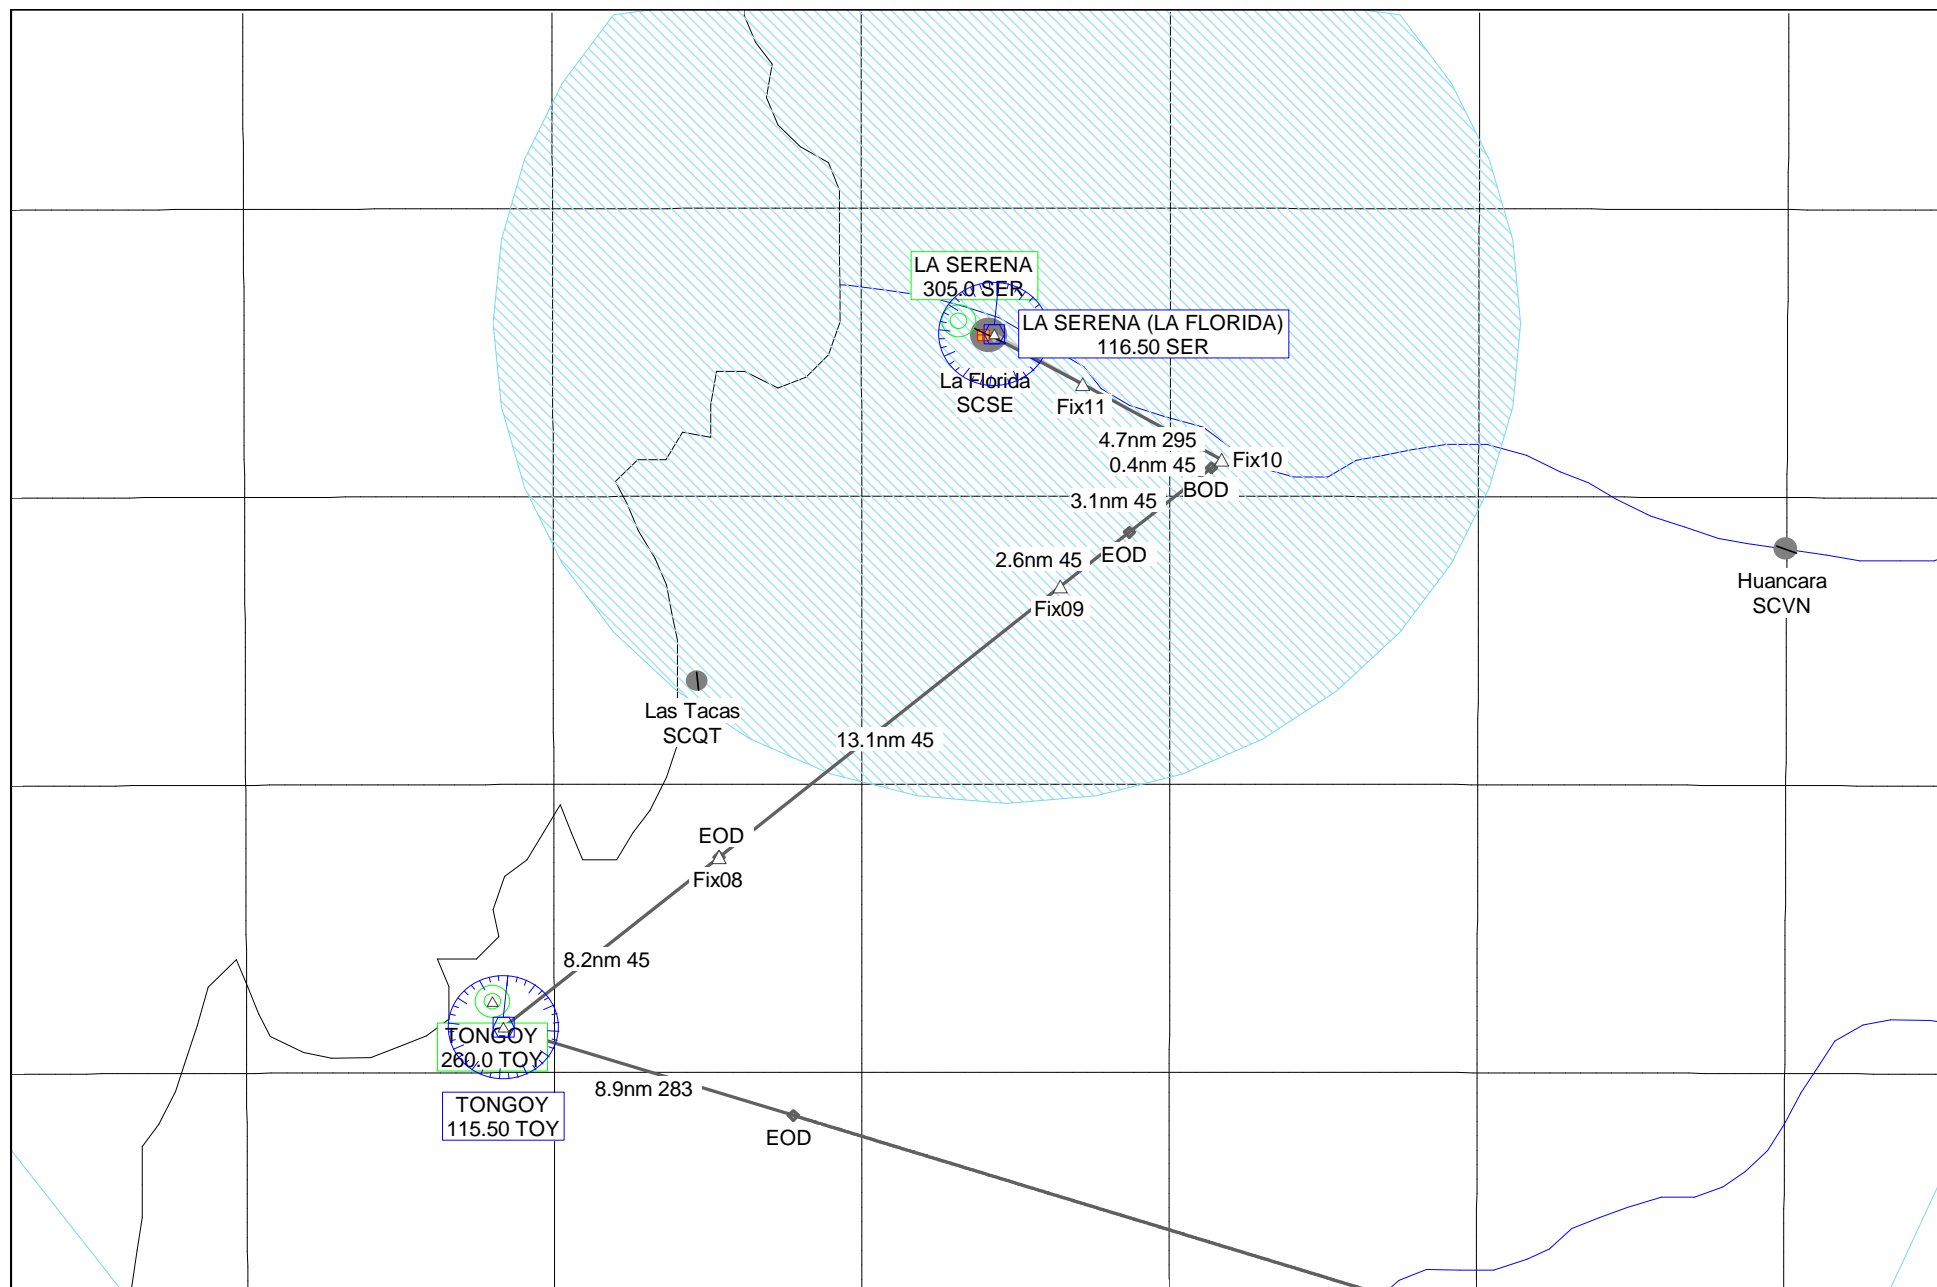 LA SERENA
305.0 SER
LA SERENA (LA FLORIDA)
116.50 SER
La Florida
SCSE
Fix11
4.7nm 295
Fix10
0.4nm 45
BOD
3.1nm 45
EOD
2.6nm 45
Fix09
Huancara
SCVN
Las Tacas
SCQT
13.1nm 45
EOD
Fix08
8.2nm 45
TONGOY
260.0 TOY
8.9nm 283
TONGOY
115.50 TOY
EOD